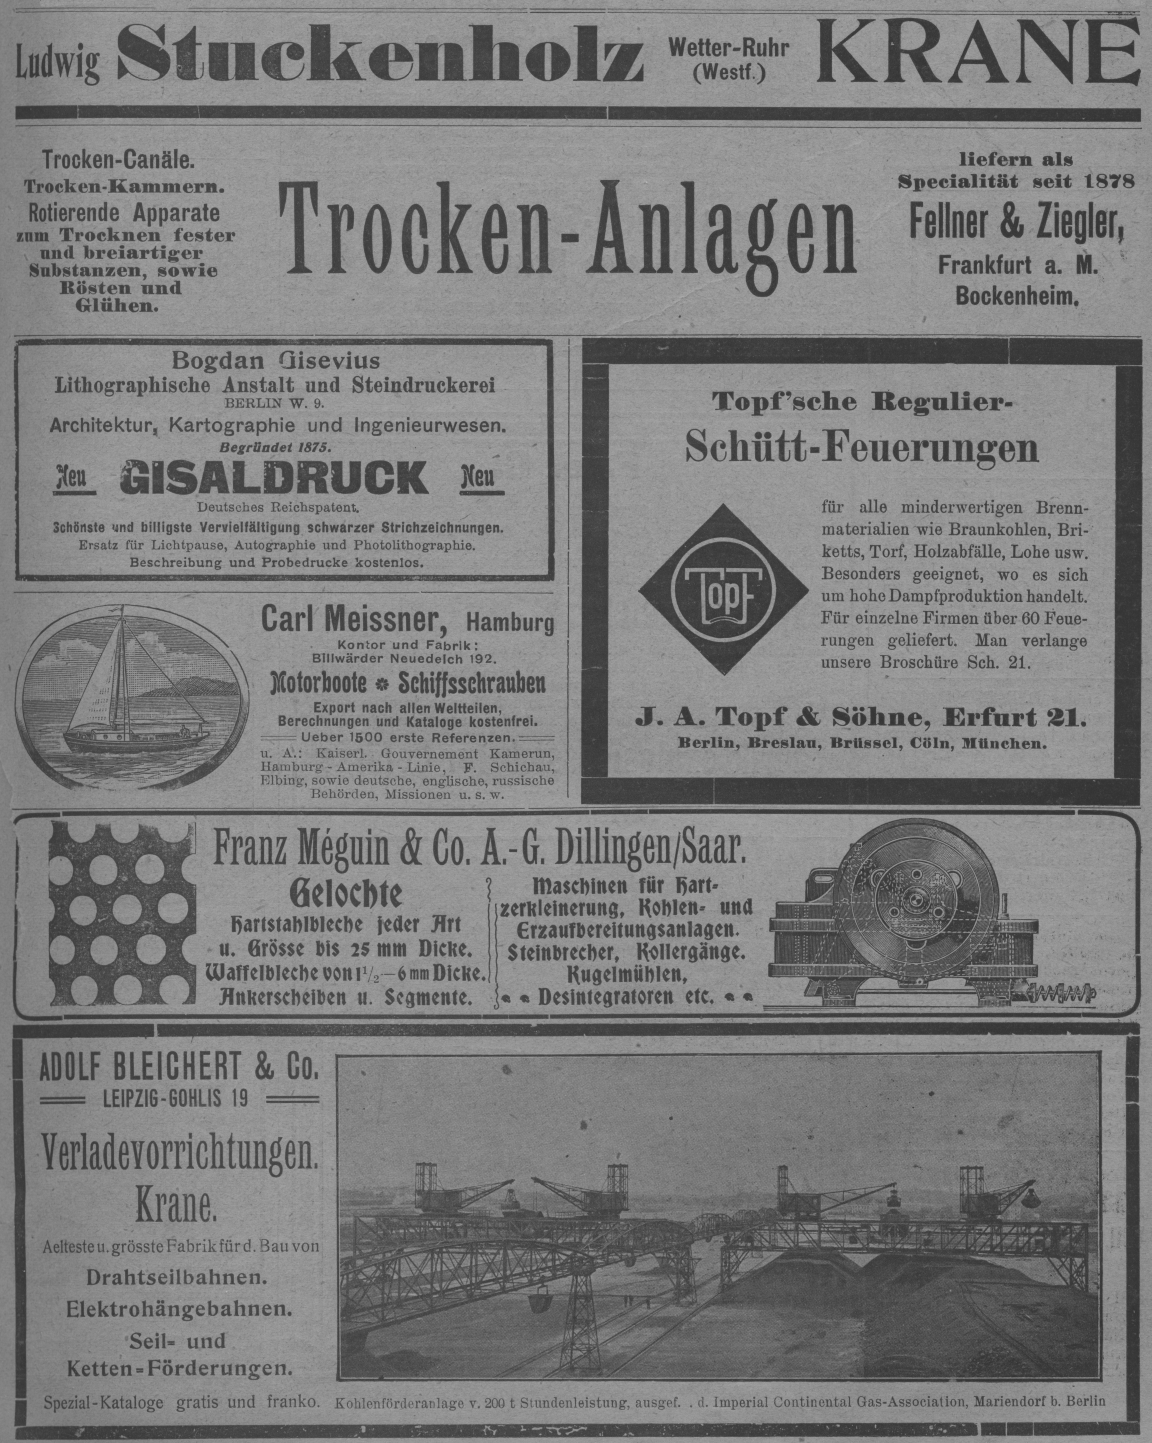 Ludwig Stuckenholz Wetter-Ruhr (Westf.) KRANE
Trocken-Canäle.
Trocken-Kammern.
Rotierende Apparate
zum Trocknen fester
und breiartiger
Substanzen, sowie
Rösten und
Glühen.
Trocken-Anlagen
liefern als
Specialität seit 1878
Fellner & Ziegler,
Frankfurt a. M.
Bockenheim.
Bogdan Gisevius
Lithographische Anstalt und Steindruckerei
BERLIN W. 9.
Architektur, Kartographie und Ingenieurwesen.
Begründet 1875.
Neu GISALDRUCK Neu
Deutsches Reichspatent.
Schönste und billigste Vervielfältigung schwarzer Strichzeichnungen.
Ersatz für Lichtpause, Autographie und Photolithographie.
Beschreibung und Probedrucke kostenlos.
Carl Meissner, Hamburg
Kontor und Fabrik:
Billwärder Neuedeich 192.
Motorboote * Schiffsschrauben
Export nach allen Weltteilen,
Berechnungen und Kataloge kostenfrei.
Ueber 1500 erste Referenzen.
u. A.: Kaiserl. Gouvernement Kamerun,
Hamburg-Amerika-Linie, F. Schichau,
Elbing, sowie deutsche, englische, russische
Behörden, Missionen u. s. w.
Topf'sche Regulier-
Schütt-Feuerungen
Topf
für alle minderwertigen Brenn-
materialien wie Braunkohlen, Bri-
ketts, Torf, Holzabfälle, Lohe usw.
Besonders geeignet, wo es sich
um hohe Dampfproduktion handelt.
Für einzelne Firmen über 60 Feue-
rungen geliefert. Man verlange
unsere Broschüre Sch. 21.
J. A. Topf & Söhne, Erfurt 21.
Berlin, Breslau, Brüssel, Cöln, München.
Franz Méguin & Co. A.-G. Dillingen/Saar.
Gelochte
Hartstahlbleche jeder Art
u. Grösse bis 25 mm Dicke.
Waffelbleche von 1½—6 mm Dicke.
Ankerscheiben u. Segmente.
Maschinen für Hart-
zerkleinerung, Kohlen- und
Erzaufbereitungsanlagen.
Steinbrecher, Kollergänge.
Kugelmühlen,
Desintegratoren etc.
ADOLF BLEICHERT & Co.
LEIPZIG-GOHLIS 19
Verladevorrichtungen.
Krane.
Aelteste u. grösste Fabrik für d. Bau von
Drahtseilbahnen.
Elektrohängebahnen.
Seil- und
Ketten-Förderungen.
Spezial-Kataloge gratis und franko.
Kohlenförderanlage v. 200 t Stundenleistung, ausgef. . d. Imperial Continental Gas-Association, Mariendorf b. Berlin